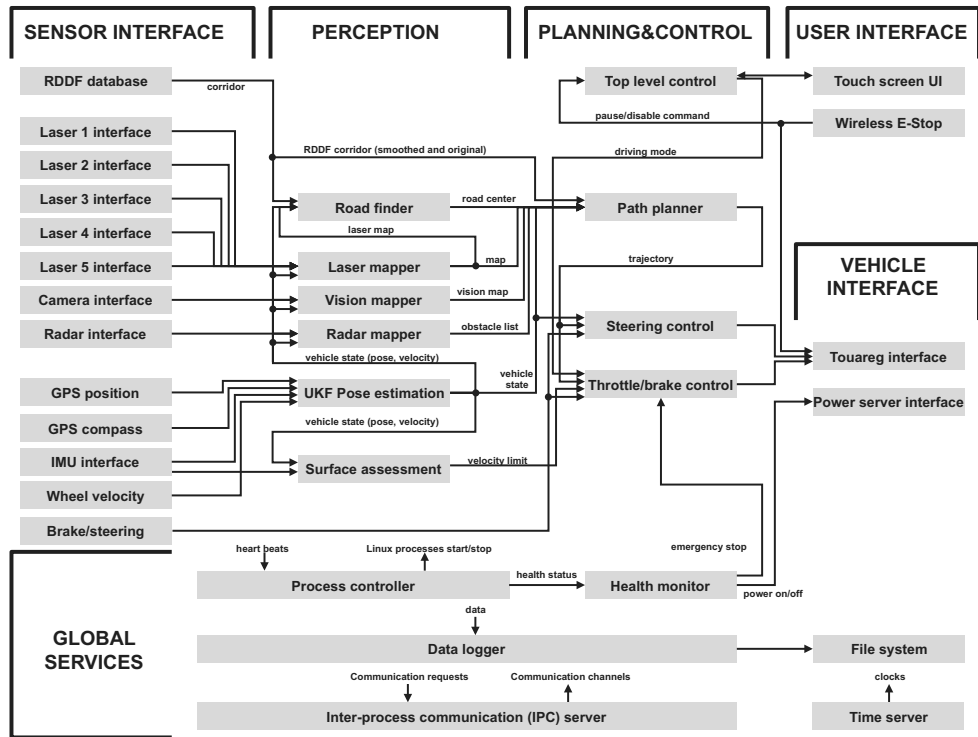 SENSOR INTERFACE
PERCEPTION
PLANNING&CONTROL
USER INTERFACE
RDDF database
corridor
Top level control
Touch screen UI
pause/disable command
Wireless E-Stop
Laser 1 interface
Laser 2 interface
Laser 3 interface
Laser 4 interface
Laser 5 interface
Camera interface
Radar interface
RDDF corridor (smoothed and original)
driving mode
Road finder
road center
Path planner
laser map
Laser mapper
map
trajectory
VEHICLE
INTERFACE
Vision mapper
vision map
Radar mapper
obstacle list
Steering control
vehicle state (pose, velocity)
vehicle
state
Touareg interface
GPS position
UKF Pose estimation
Throttle/brake control
Power server interface
GPS compass
vehicle state (pose, velocity)
IMU interface
Surface assessment
velocity limit
Wheel velocity
Brake/steering
heart beats
Linux processes start/stop
emergency stop
Process controller
health status
Health monitor
power on/off
GLOBAL
SERVICES
data
Data logger
File system
Communication requests
Communication channels
clocks
Inter-process communication (IPC) server
Time server